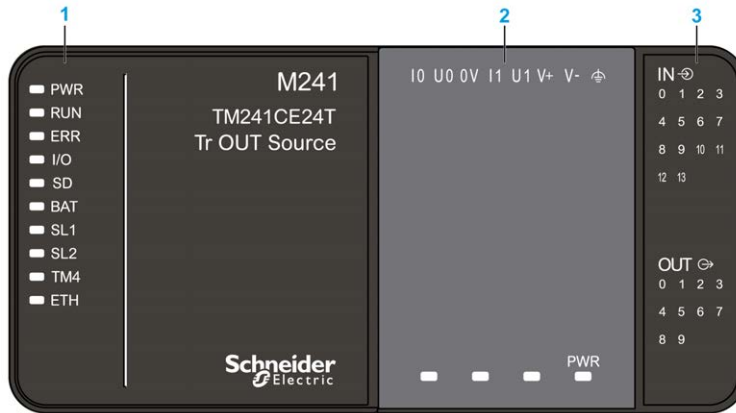 1
2
3
PWR
RUN
ERR
I/O
SD
BAT
SL1
SL2
TM4
ETH
M241
TM241CE24T
Tr OUT Source
Schneider
Electric
I0 U0 0V I1 U1 V+ V-
PWR
IN
0 1 2 3
4 5 6 7
8 9 10 11
12 13
OUT
0 1 2 3
4 5 6 7
8 9